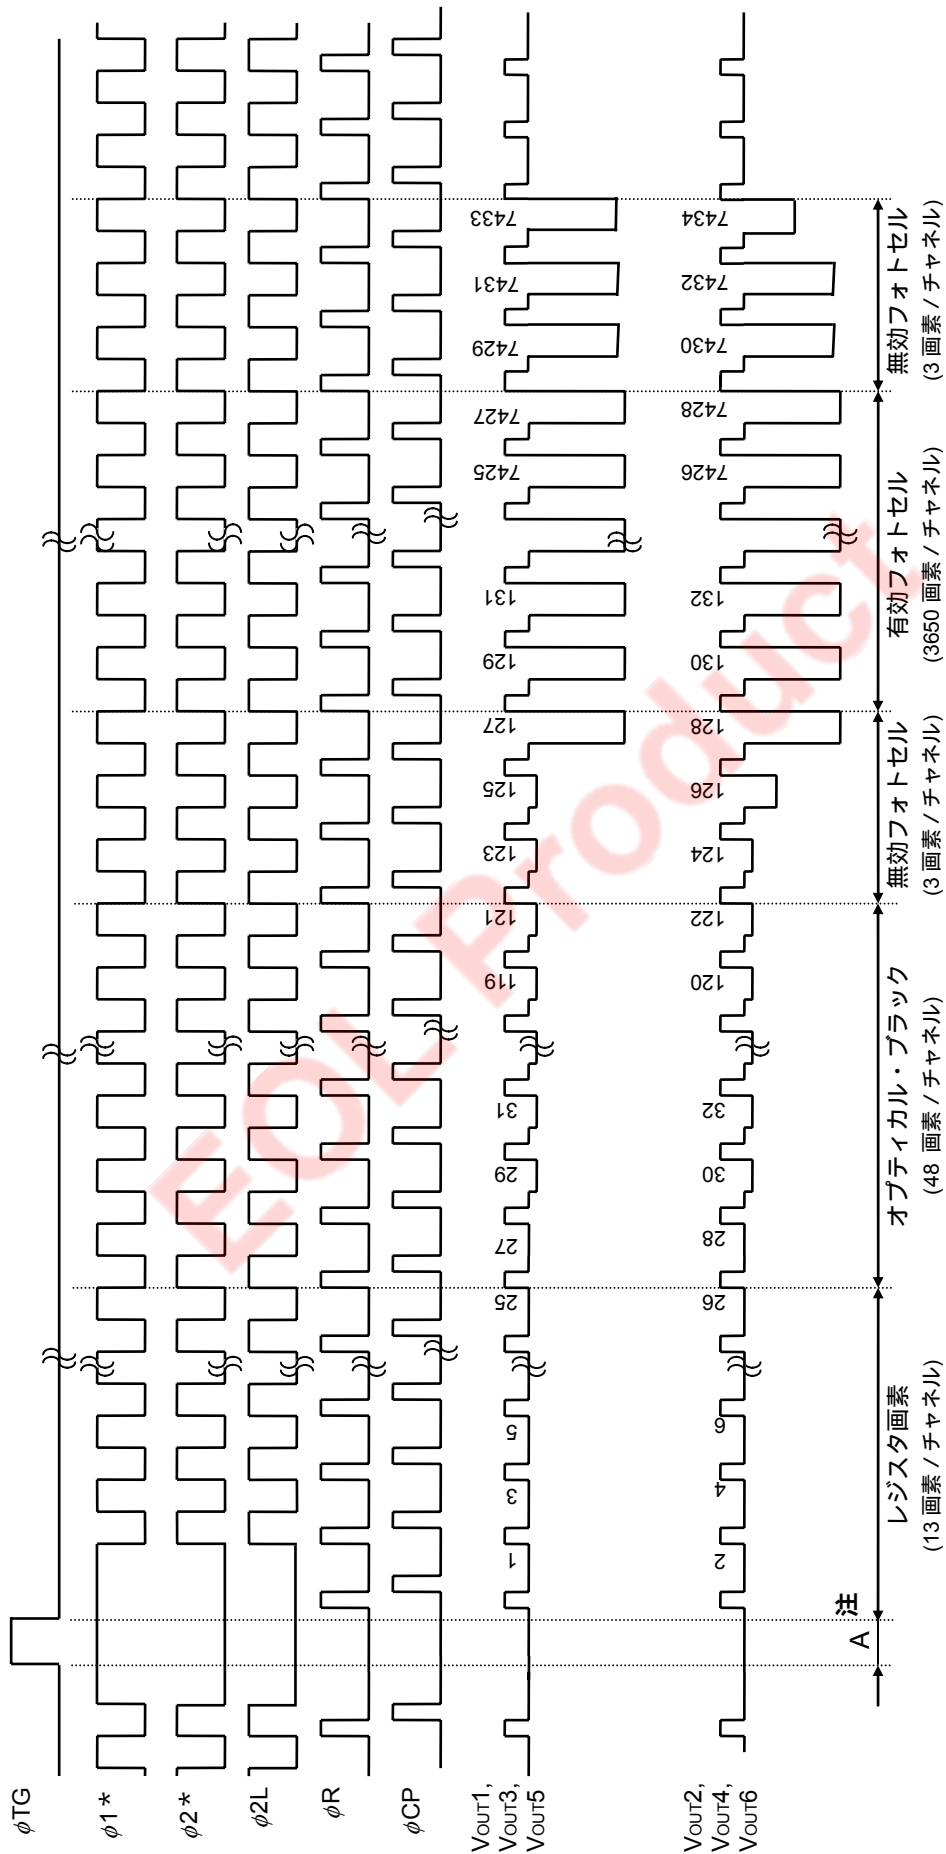 φTG
φ1*
φ2*
φ2L
φR
φCP
VOUT1,
VOUT3,
VOUT5
1
3
5
25
27
29
31
119
121
123
125
127
129
131
7425
7427
7429
7431
7433
VOUT2,
VOUT4,
VOUT6
2
4
6
26
28
30
32
120
122
124
126
128
130
132
7426
7428
7430
7432
7434
A
注
レジスタ画素
(13 画素 / チャネル)
オプティカル・ブラック
(48 画素 / チャネル)
無効フォトセル
(3 画素 / チャネル)
有効フォトセル
(3650 画素 / チャネル)
無効フォトセル
(3 画素 / チャネル)
EOL Product